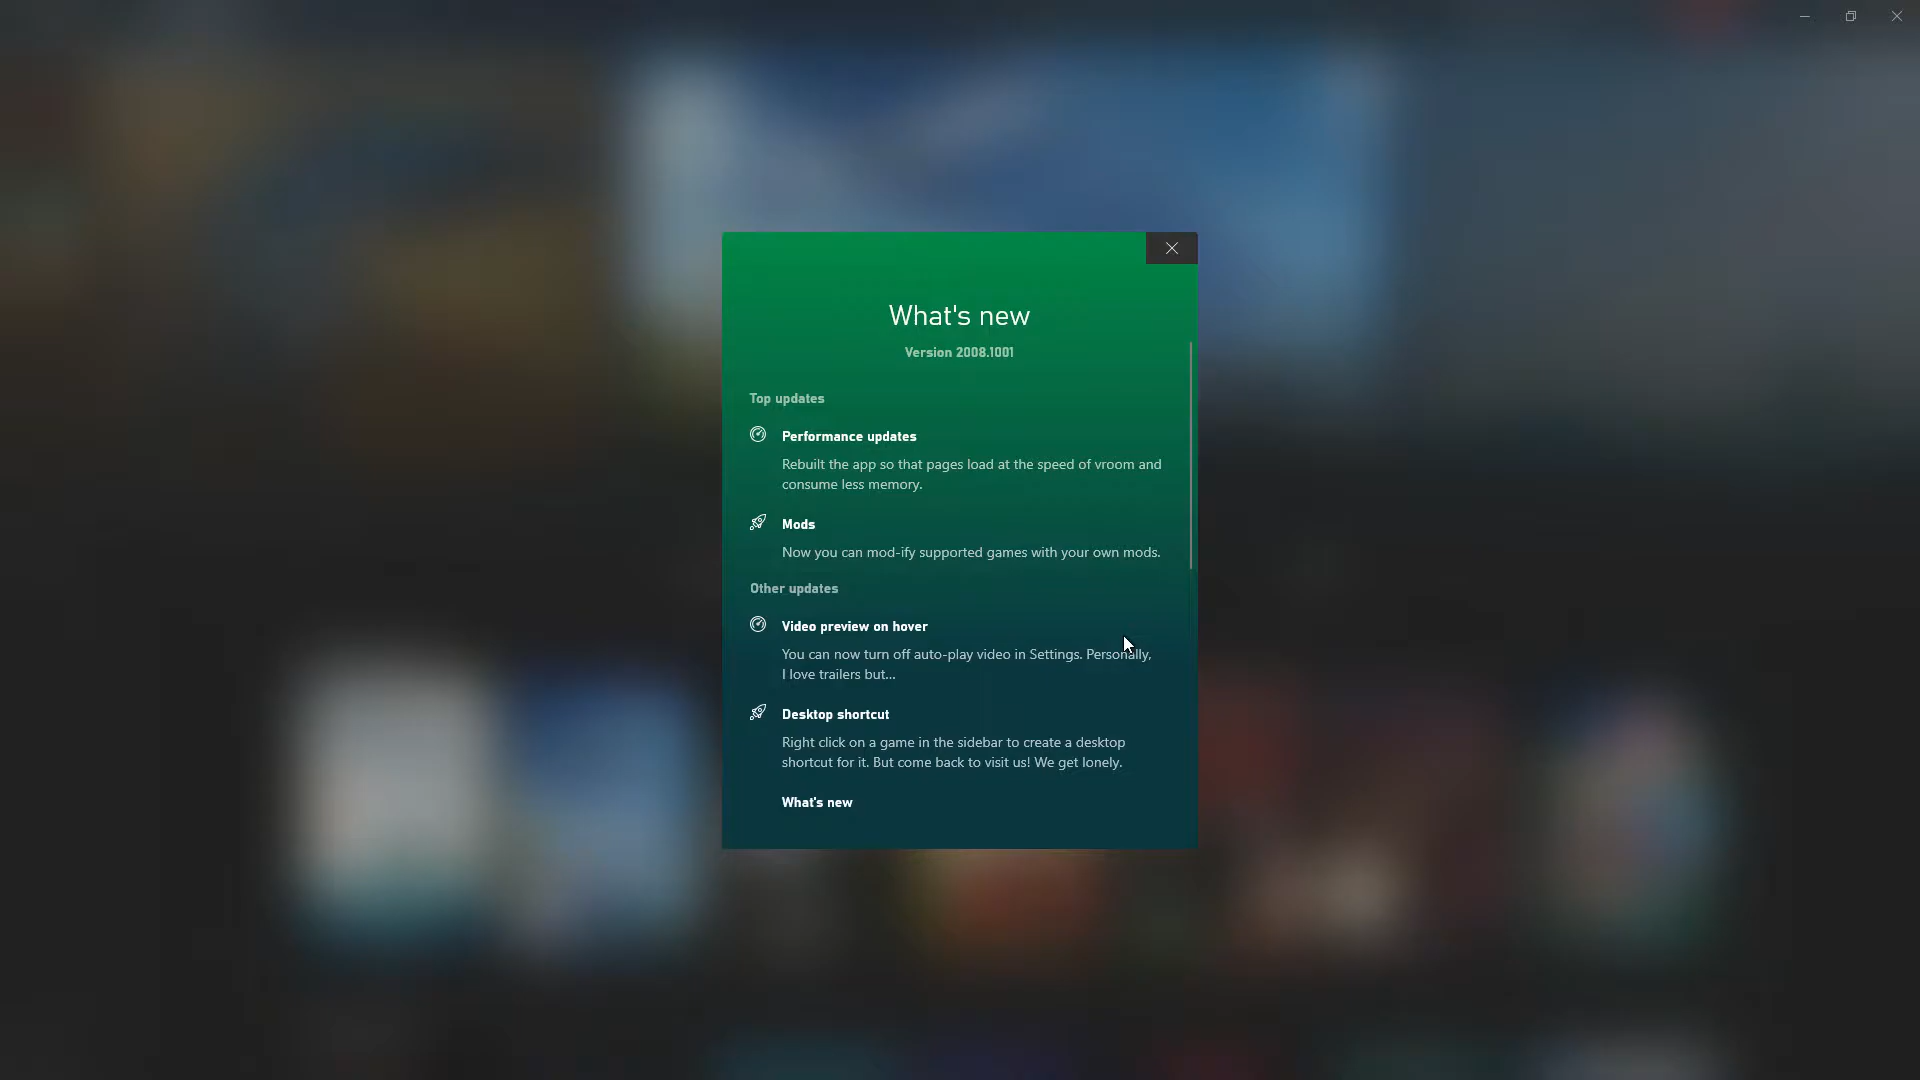 What's new
Version 2008.1001
Top updates
Performance updates
Rebuilt the app so that pages load at the speed of vroom and
consume less memory.
Mods
Now you can mod-ify supported games with your own mods.
Other updates
Video preview on hover
You can now turn off auto-play video in Settings. Personally,
I love trailers but...
Desktop shortcut
Right click on a game in the sidebar to create a desktop
shortcut for it. But come back to visit us! We get lonely.
What's new